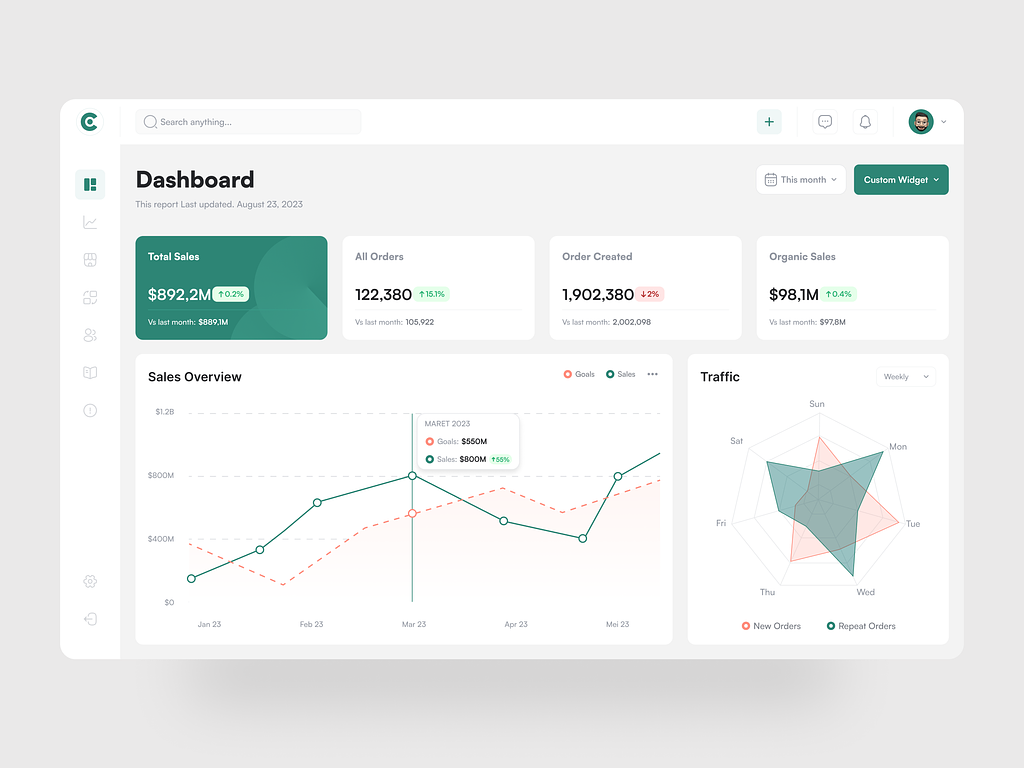 Search anything...
Dashboard
This report Last updated. August 23, 2023
This month
Custom Widget
Total Sales
$892,2M
↑0.2%
Vs last month: $889,1M
All Orders
122,380
↑15.1%
Vs last month: 105,922
Order Created
1,902,380
↓2%
Vs last month: 2,002,098
Organic Sales
$98,1M
↑0.4%
Vs last month: $97,8M
Sales Overview
Goals
Sales
$1.2B
$800M
$400M
$0
MARET 2023
Goals: $550M
Sales: $800M ↑55%
Jan 23
Feb 23
Mar 23
Apr 23
Mei 23
Traffic
Weekly
Sun
Mon
Tue
Wed
Thu
Fri
Sat
New Orders
Repeat Orders